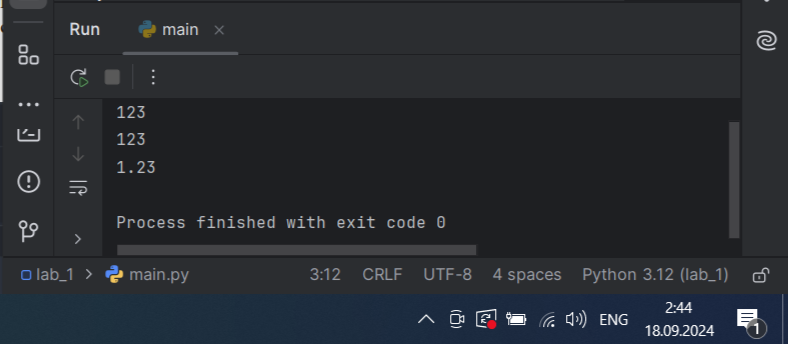 Run main
123
123
1.23
Process finished with exit code 0
lab_1 > main.py 3:12 CRLF UTF-8 4 spaces Python 3.12 (lab_1)
ENG 2:44
18.09.2024
1